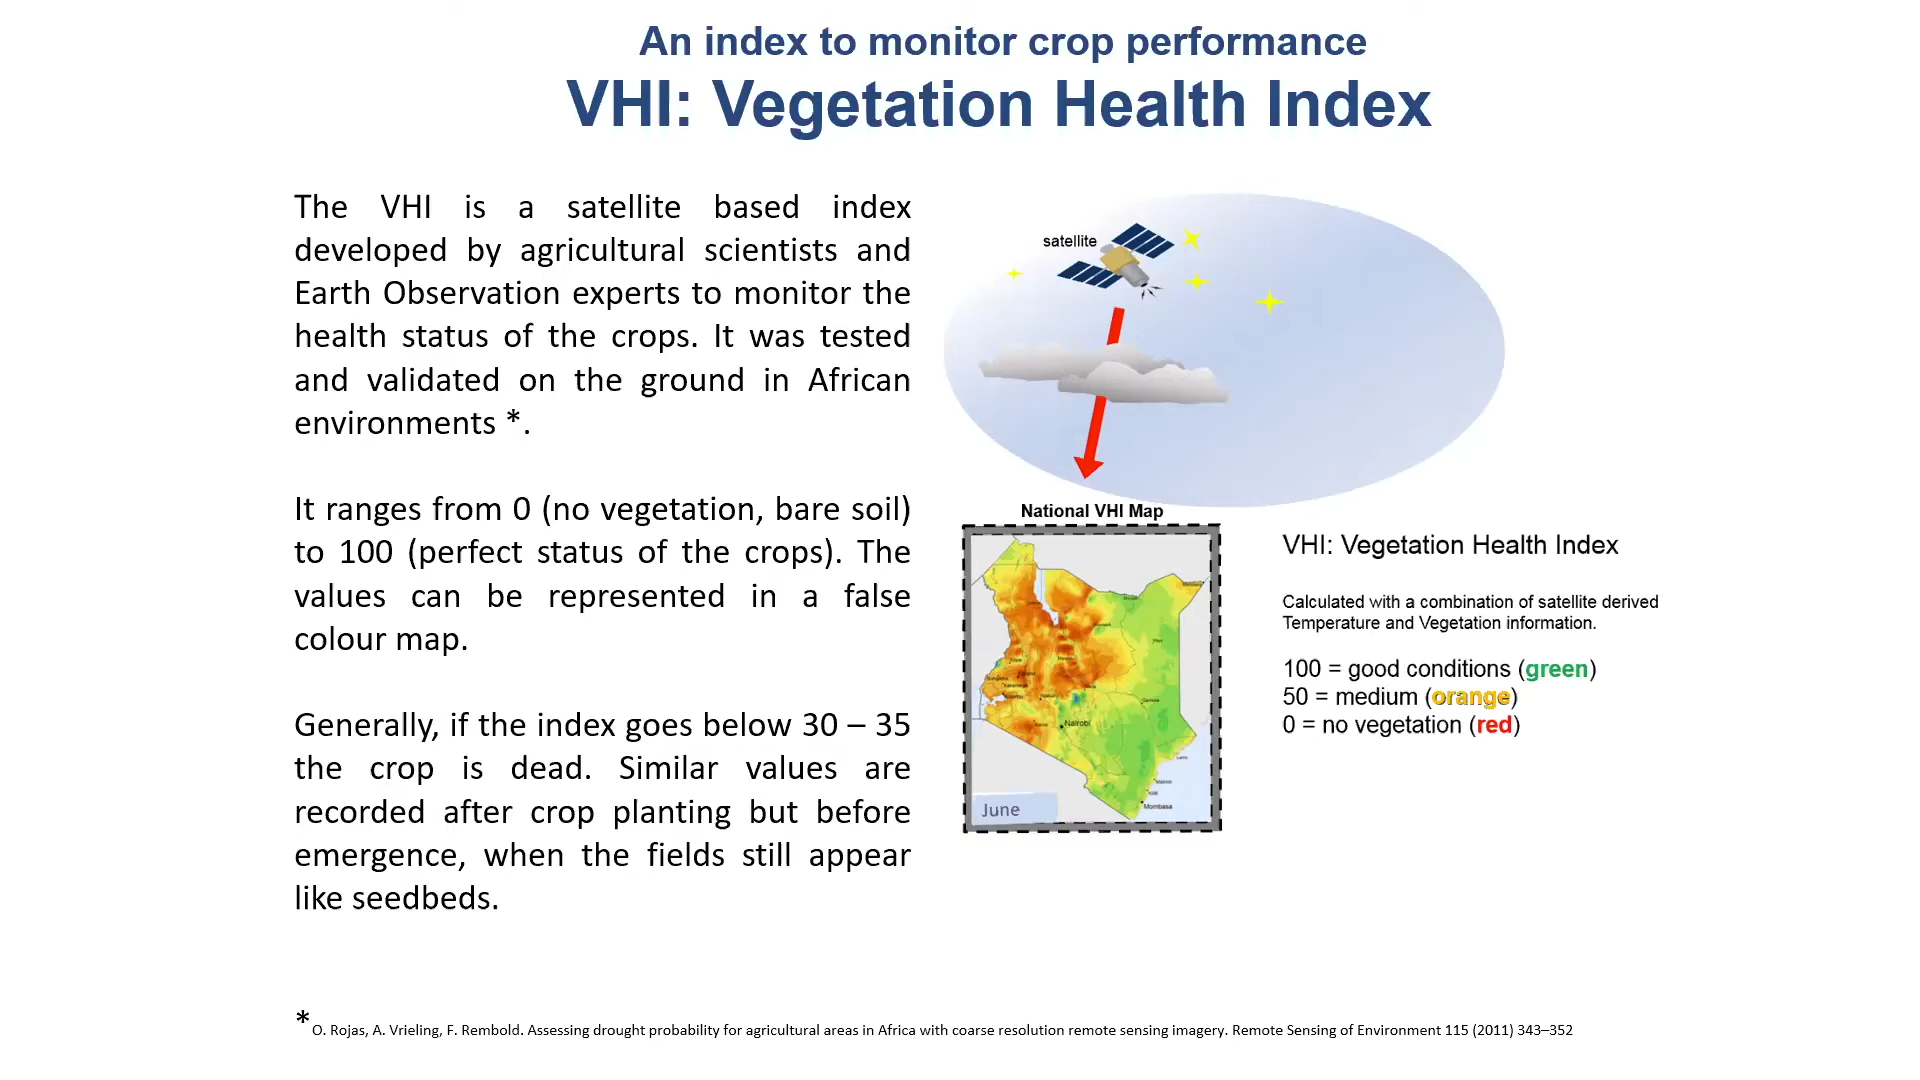 An index to monitor crop performance
VHI: Vegetation Health Index
The VHI is a satellite based index
developed by agricultural scientists and
Earth Observation experts to monitor the
health status of the crops. It was tested
and validated on the ground in African
environments *.
It ranges from 0 (no vegetation, bare soil)
to 100 (perfect status of the crops). The
values can be represented in a false
colour map.
Generally, if the index goes below 30 – 35
the crop is dead. Similar values are
recorded after crop planting but before
emergence, when the fields still appear
like seedbeds.
satellite
National VHI Map
Nairobi
Mombasa
June
VHI: Vegetation Health Index
Calculated with a combination of satellite derived
Temperature and Vegetation information.
100 = good conditions (green)
50 = medium (orange)
0 = no vegetation (red)
* O. Rojas, A. Vrieling, F. Rembold. Assessing drought probability for agricultural areas in Africa with coarse resolution remote sensing imagery. Remote Sensing of Environment 115 (2011) 343–352